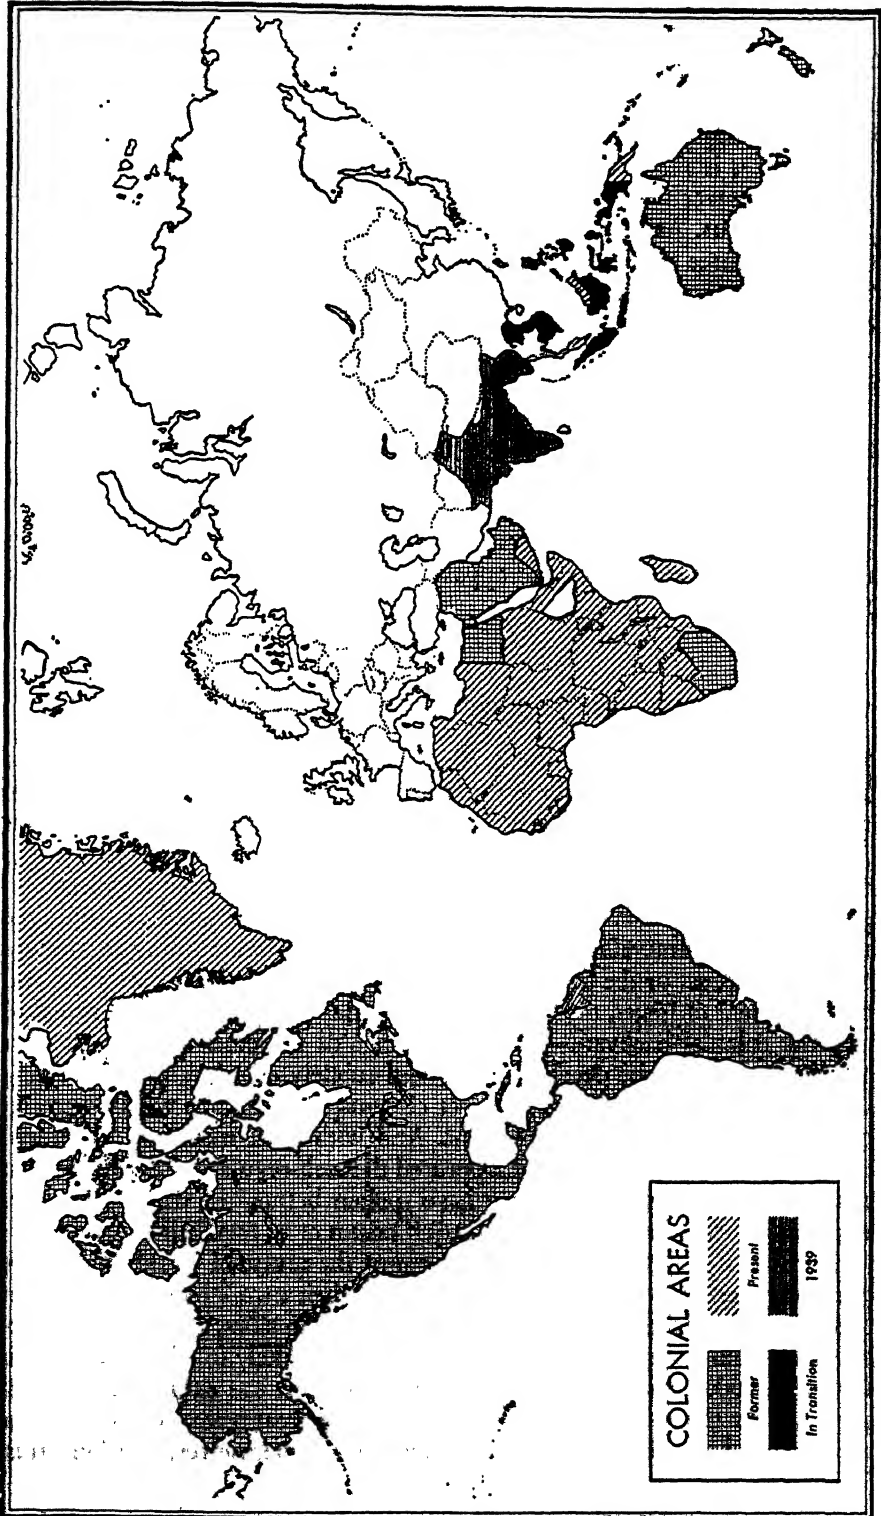 COLONIAL AREAS
Former
Present
In Transition
1939